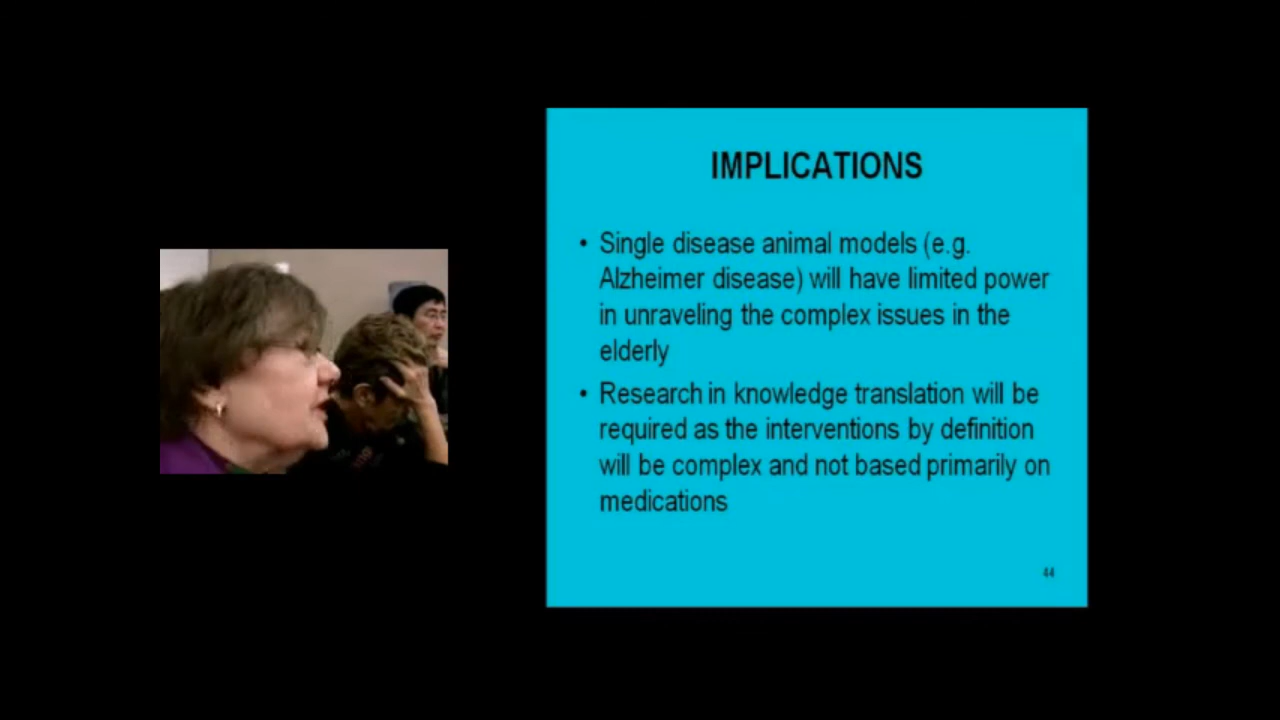 IMPLICATIONS
• Single disease animal models (e.g.
Alzheimer disease) will have limited power
in unraveling the complex issues in the
elderly
• Research in knowledge translation will be
required as the interventions by definition
will be complex and not based primarily on
medications
44